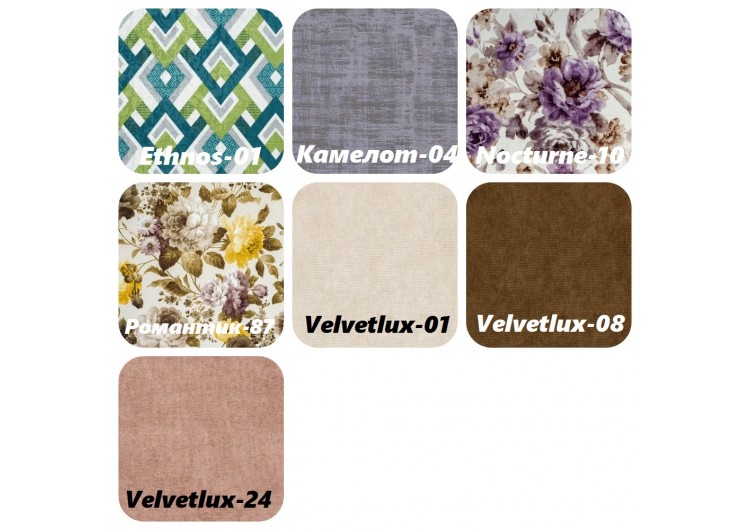 Ethnos-01
Камелот-04
Nocturne-10
Романтик-87
Velvetlux-01
Velvetlux-08
Velvetlux-24